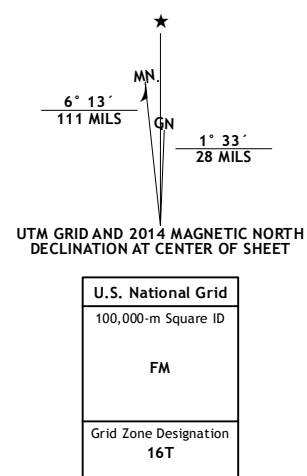 ★
MN.
6° 13´
111 MILS
GN
1° 33´
28 MILS
UTM GRID AND 2014 MAGNETIC NORTH
DECLINATION AT CENTER OF SHEET
U.S. National Grid
100,000-m Square ID
FM
Grid Zone Designation
16T